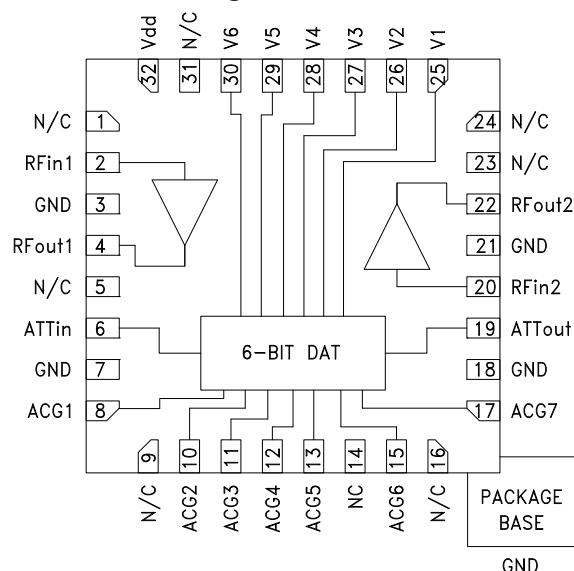 Vdd
N/C
V6
V5
V4
V3
V2
V1
32
31
30
29
28
27
26
25
N/C 1
RFin1 2
GND 3
RFout1 4
N/C 5
ATTin 6
GND 7
ACG1 8
24 N/C
23 N/C
22 RFout2
21 GND
20 RFin2
19 ATTout
18 GND
17 ACG7
6-BIT DAT
9
10
11
12
13
14
15
16
N/C
ACG2
ACG3
ACG4
ACG5
NC
ACG6
N/C
PACKAGE
BASE
GND